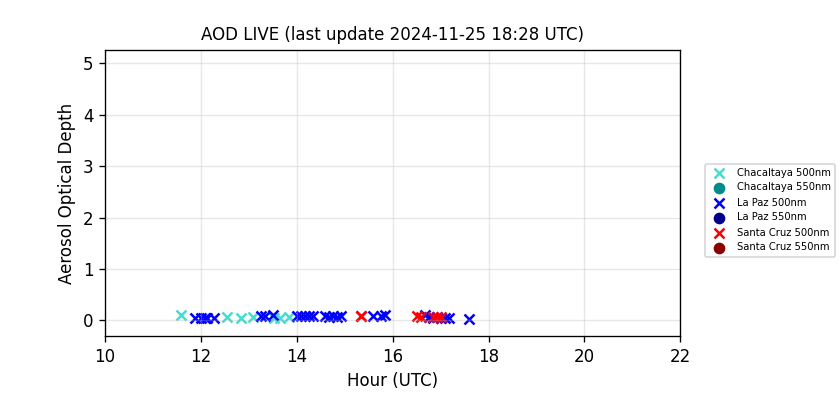 AOD LIVE (last update 2024-11-25 18:28 UTC)
5
4
3
2
1
0
Aerosol Optical Depth
10 12 14 16 18 20 22
Hour (UTC)
Chacaltaya 500nm
Chacaltaya 550nm
La Paz 500nm
La Paz 550nm
Santa Cruz 500nm
Santa Cruz 550nm